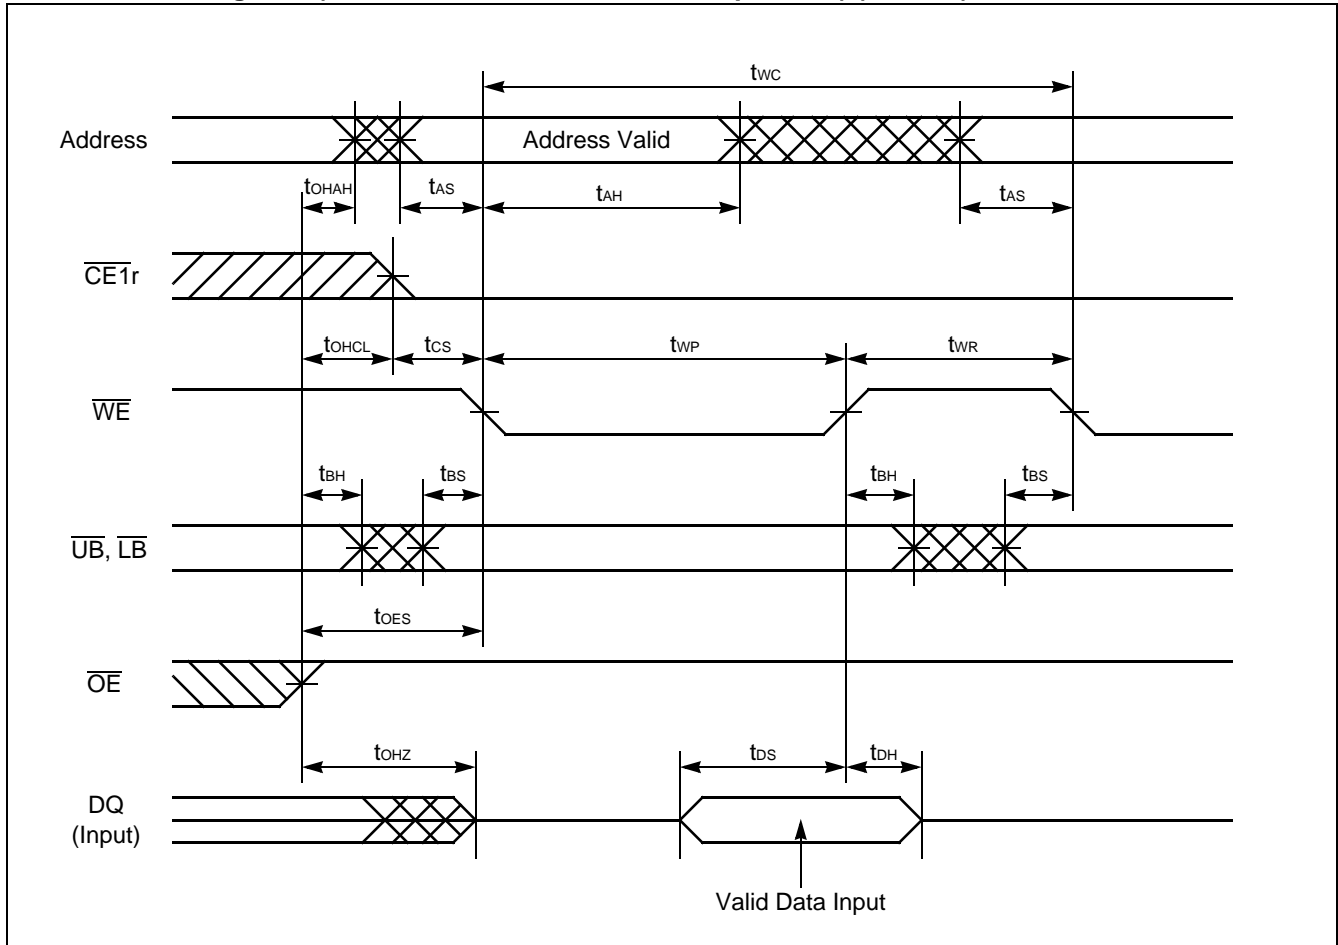 tWC
Address
Address Valid
tOHAH
tAS
tAH
tAS
CE1r
tOHCL
tCS
tWP
tWR
WE
tBH
tBS
tBH
tBS
UB, LB
tOES
OE
tOHZ
tDS
tDH
DQ
(Input)
Valid Data Input